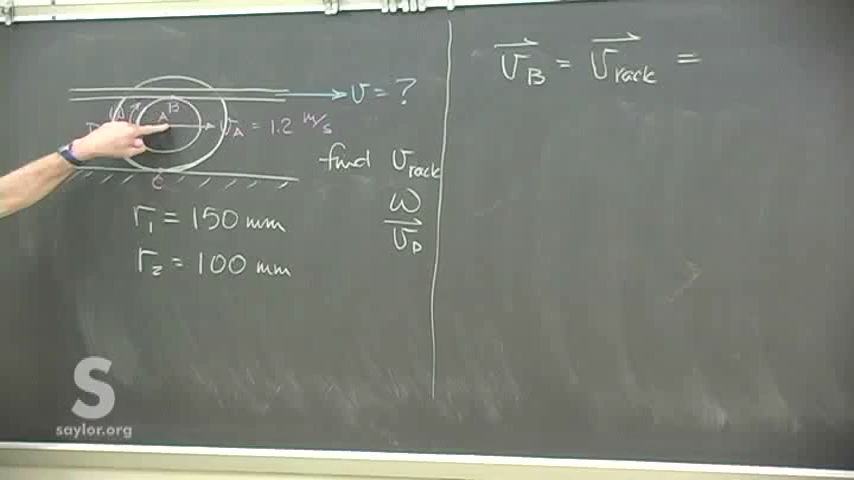 v = ?
ω
A B
D
v_A = 1.2 m/s
C
find v_rack
ω
v_D
r₁ = 150 mm
r₂ = 100 mm
v_B = v_rack =
S
saylor.org